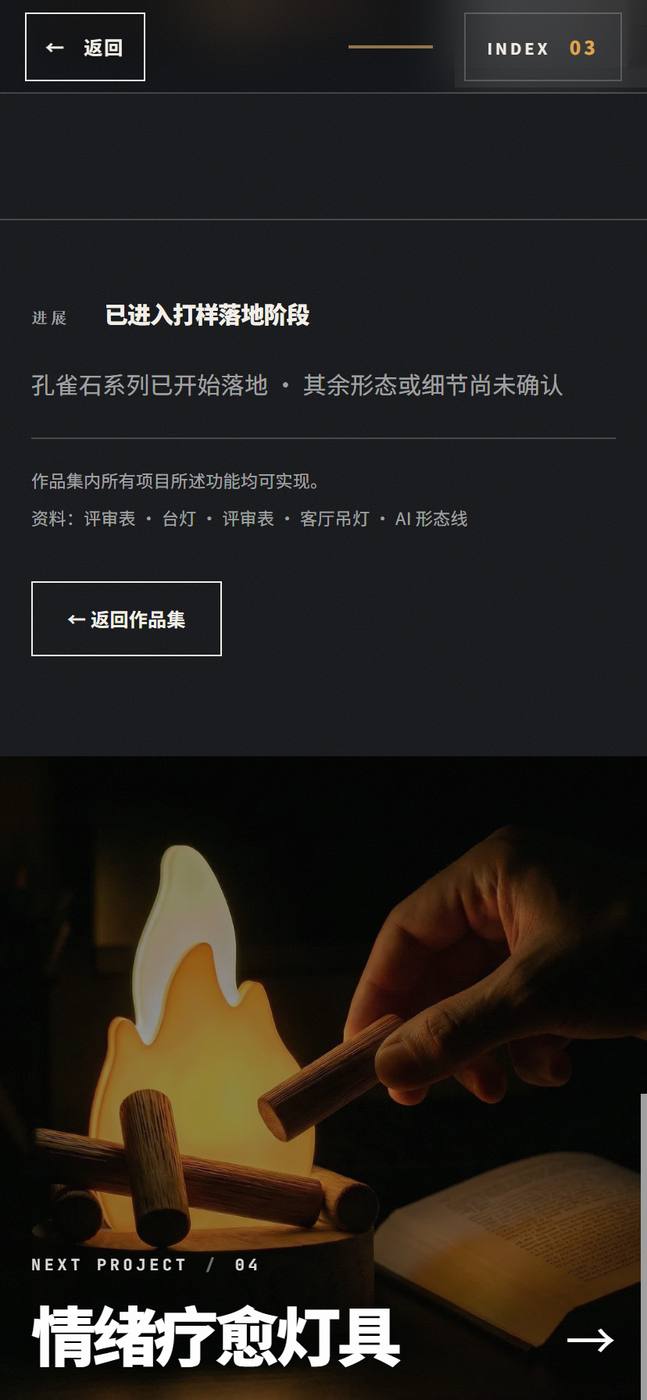 ← 返回
INDEX 03
进展 已进入打样落地阶段
孔雀石系列已开始落地 · 其余形态或细节尚未确认
作品集内所有项目所述功能均可实现。
资料：评审表 · 台灯 · 评审表 · 客厅吊灯 · AI 形态线
← 返回作品集
NEXT PROJECT / 04
情绪疗愈灯具 →